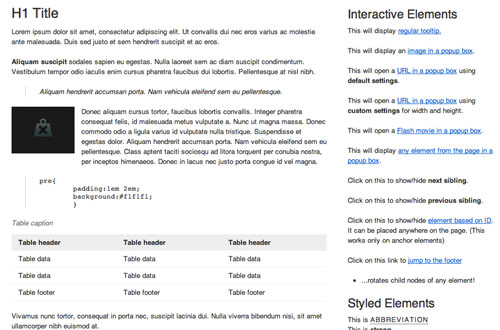 H1 Title
Lorem ipsum dolor sit amet, consectetur adipiscing elit. Ut convallis dui nec eros varius ac molestie
ante malesuada. Duis sed justo et sem hendrerit suscipit et ac eros.
Aliquam suscipit sodales sapien eu egestas. Nulla laoreet sem ac diam suscipit condimentum.
Vestibulum tempor odio iaculis enim cursus pharetra faucibus dui lobortis. Pellentesque at nisl nibh.
Aliquam hendrerit accumsan porta. Nam vehicula eleifend sem eu pellentesque.
Donec aliquam cursus tortor, faucibus lobortis convallis. Integer pharetra
consequat felis, id malesuada metus vulputate a. Nunc ut magna massa. Donec
commodo odio a ligula varius id vulputate nulla tristique. Suspendisse et
egestas dolor. Aliquam hendrerit accumsan porta. Nam vehicula eleifend sem eu
pellentesque. Class aptent taciti sociosqu ad litora torquent per conubia nostra,
per inceptos himenaeos. Donec in lacus nec justo porta congue id vel magna.
pre{
padding:1em 2em;
background:#f1f1f1;
}
Table caption
Table header Table header Table header
Table data Table data Table data
Table data Table data Table data
Table footer Table footer Table footer
Vivamus nunc tortor, consequat in porta nec, suscipit lacinia dui. Nulla viverra bibendum nisi, sit amet
ullamcorper nibh euismod at.
Interactive Elements
This will display regular tooltip.
This will display an image in a popup box.
This will open a URL in a popup box using
default settings.
This will open a URL in a popup box using
custom settings for width and height.
This will open a Flash movie in a popup box.
This will display any element from the page in a
popup box.
Click on this to show/hide next sibling.
Click on this to show/hide previous sibling.
Click on this to show/hide element based on ID.
It can be placed anywhere on the page. (This
works only on anchor elements)
Click on this link to jump to the footer
...rotates child nodes of any element!
Styled Elements
This is ABBREVIATION
This is strong